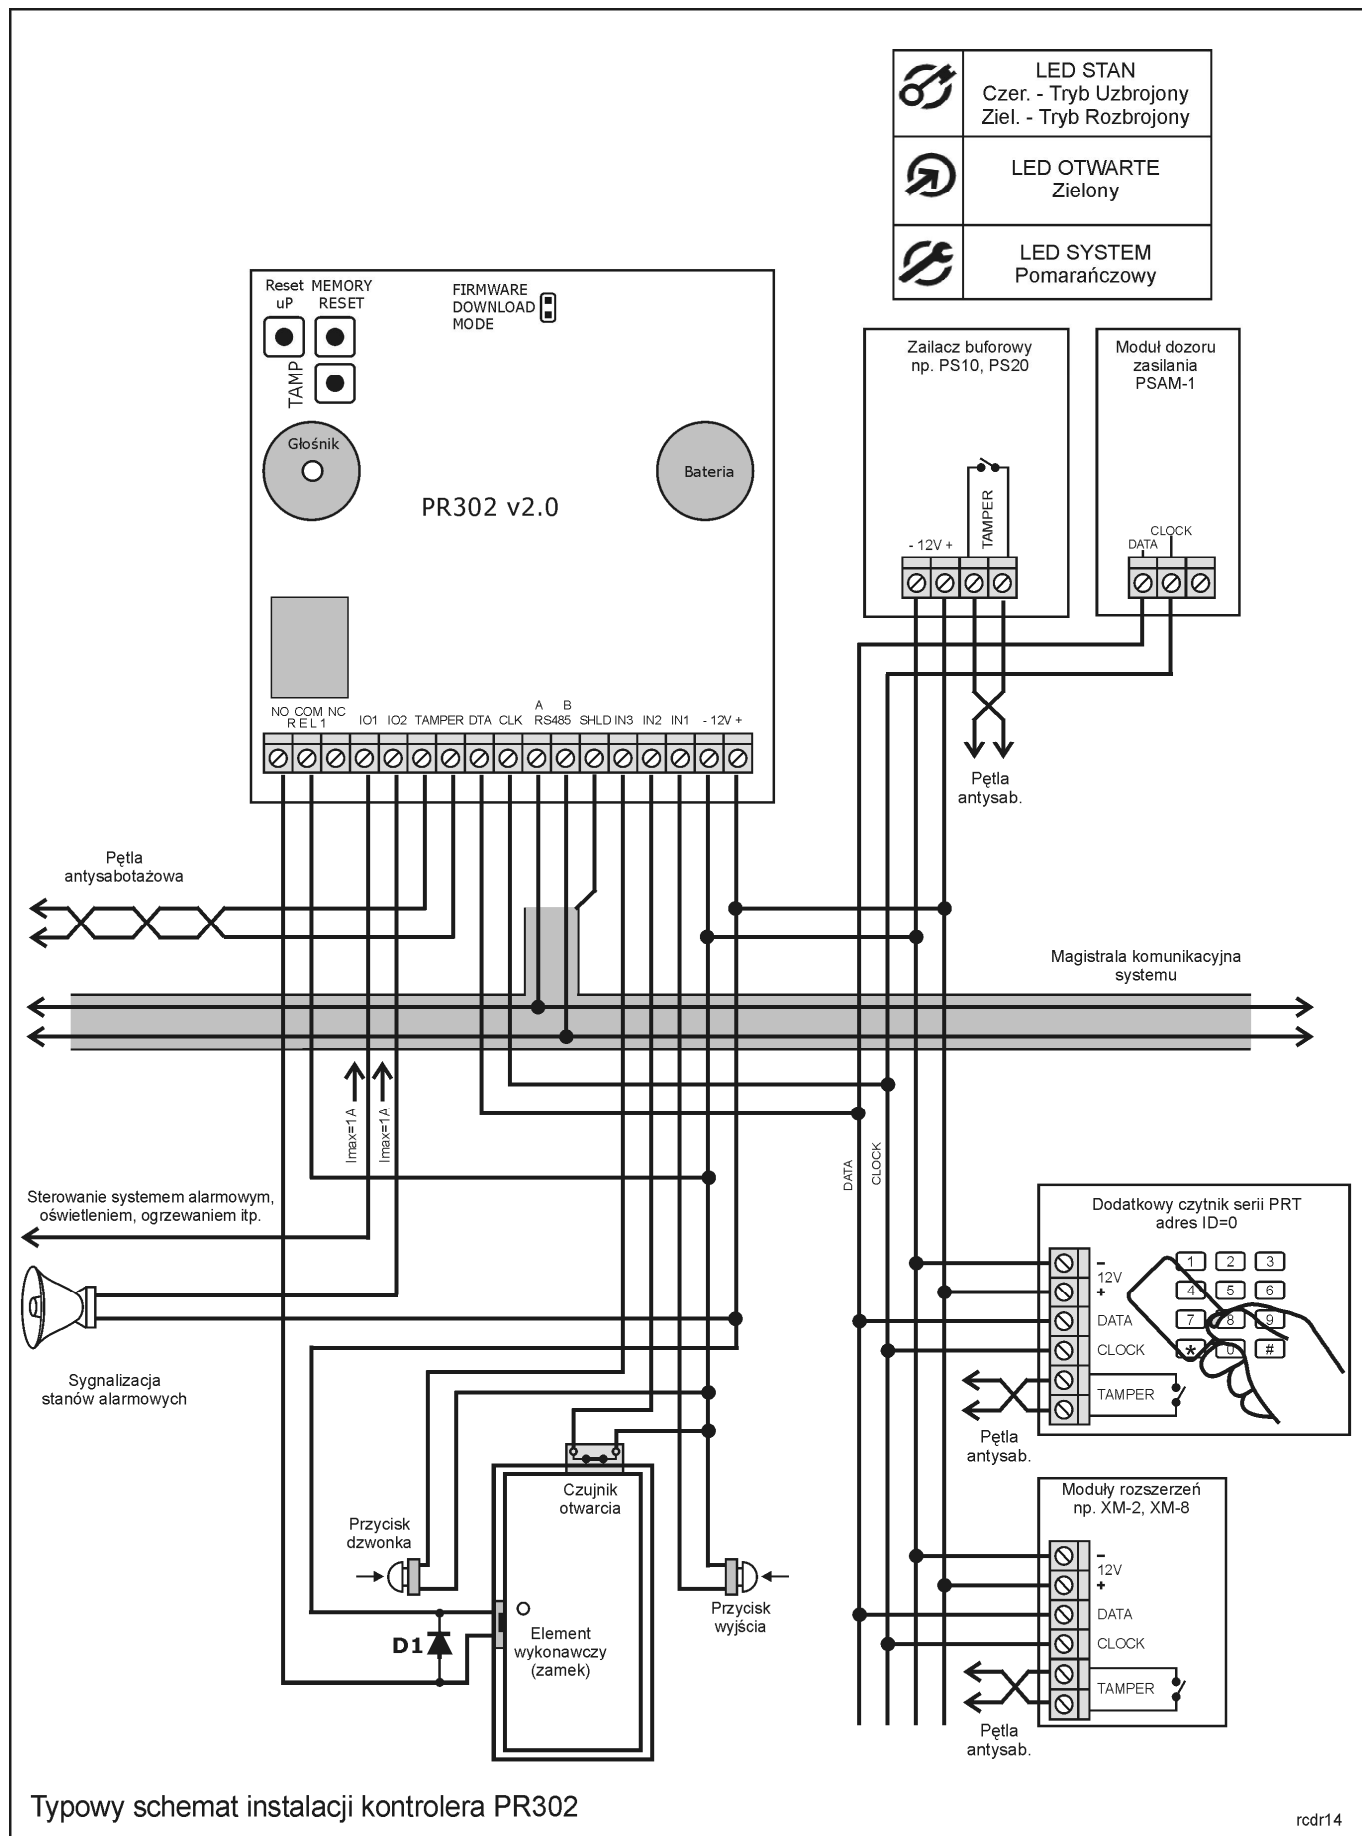 LED STAN
Czer. - Tryb Uzbrojony
Ziel. - Tryb Rozbrojony
LED OTWARTE
Zielony
LED SYSTEM
Pomarańczowy
Reset
uP
MEMORY
RESET
FIRMWARE
DOWNLOAD
MODE
TAMP
Głośnik
Bateria
PR302 v2.0
Zailacz buforowy
np. PS10, PS20
TAMPER
- 12V +
Moduł dozoru
zasilania
PSAM-1
CLOCK
DATA
NO COM NC
REL1
IO1 IO2 TAMPER DTA CLK
A B
RS485
SHLD IN3 IN2 IN1 - 12V +
Pętla
antysab.
Pętla
antysabotażowa
Magistrala komunikacyjna
systemu
Imax=1A
Imax=1A
DATA
CLOCK
Sterowanie systemem alarmowym,
oświetleniem, ogrzewaniem itp.
Sygnalizacja
stanów alarmowych
Dodatkowy czytnik serii PRT
adres ID=0
-
12V
+
DATA
CLOCK
TAMPER
1 2 3
4 5 6
7 8 9
* 0 #
Pętla
antysab.
Czujnik
otwarcia
Przycisk
dzwonka
Przycisk
wyjścia
D1
Element
wykonawczy
(zamek)
Moduły rozszerzeń
np. XM-2, XM-8
-
12V
+
DATA
CLOCK
TAMPER
Pętla
antysab.
Typowy schemat instalacji kontrolera PR302
rcdr14